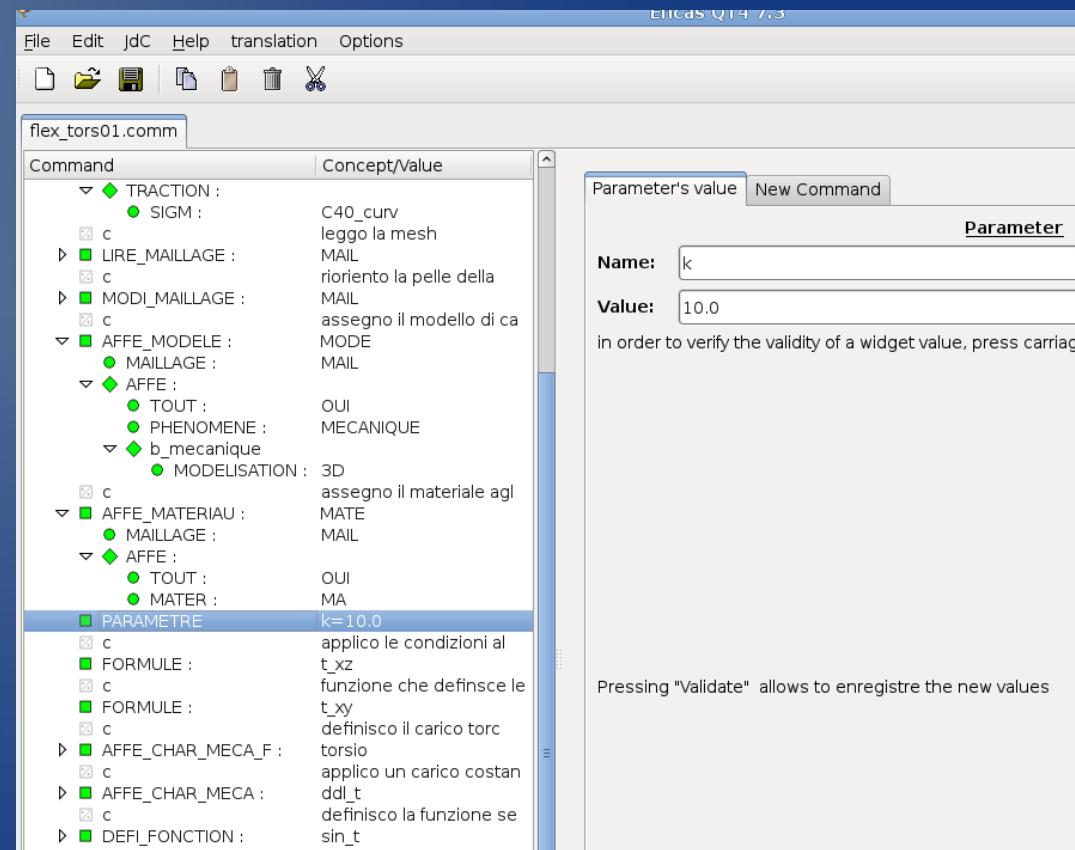 Eficas QT4 7.3
File Edit JdC Help translation Options
flex_tors01.comm
Command Concept/Value
TRACTION :
SIGM : C40_curv
c leggo la mesh
LIRE_MAILLAGE : MAIL
c rioriento la pelle della
MODI_MAILLAGE : MAIL
c assegno il modello di ca
AFFE_MODELE : MODE
MAILLAGE : MAIL
AFFE :
TOUT : OUI
PHENOMENE : MECANIQUE
b_mecanique
MODELISATION : 3D
c assegno il materiale agl
AFFE_MATERIAU : MATE
MAILLAGE : MAIL
AFFE :
TOUT : OUI
MATER : MA
PARAMETRE k=10.0
c applico le condizioni al
FORMULE : t_xz
c funzione che definsce le
FORMULE : t_xy
c definisco il carico torc
AFFE_CHAR_MECA_F : torsio
c applico un carico costan
AFFE_CHAR_MECA : ddl_t
c definisco la funzione se
DEFI_FONCTION : sin_t
Parameter's value New Command
Parameter
Name: k
Value: 10.0
in order to verify the validity of a widget value, press carriag
Pressing "Validate" allows to enregistre the new values